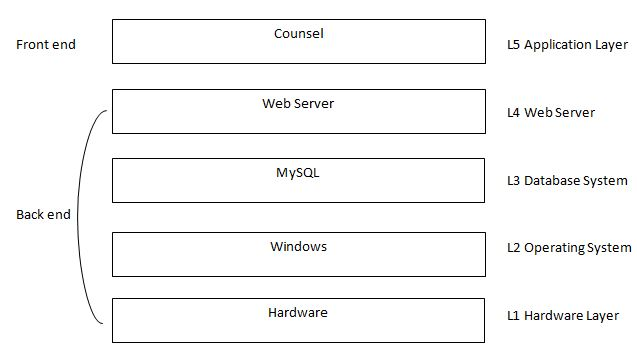 Counsel
Front end
L5 Application Layer
Web Server
L4 Web Server
MySQL
L3 Database System
Back end
Windows
L2 Operating System
Hardware
L1 Hardware Layer